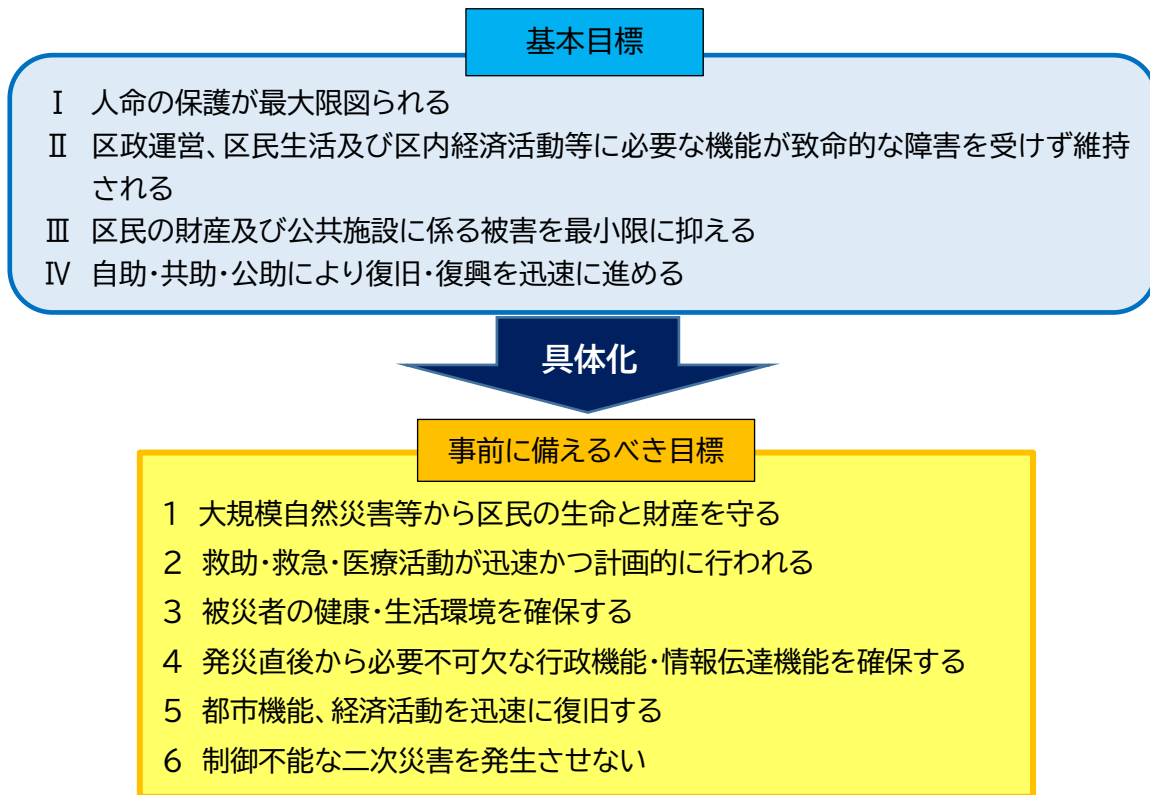 基本目標
Ⅰ 人命の保護が最大限図られる
Ⅱ 区政運営、区民生活及び区内経済活動等に必要な機能が致命的な障害を受けず維持
される
Ⅲ 区民の財産及び公共施設に係る被害を最小限に抑える
Ⅳ 自助・共助・公助により復旧・復興を迅速に進める
具体化
事前に備えるべき目標
1 大規模自然災害等から区民の生命と財産を守る
2 救助・救急・医療活動が迅速かつ計画的に行われる
3 被災者の健康・生活環境を確保する
4 発災直後から必要不可欠な行政機能・情報伝達機能を確保する
5 都市機能、経済活動を迅速に復旧する
6 制御不能な二次災害を発生させない